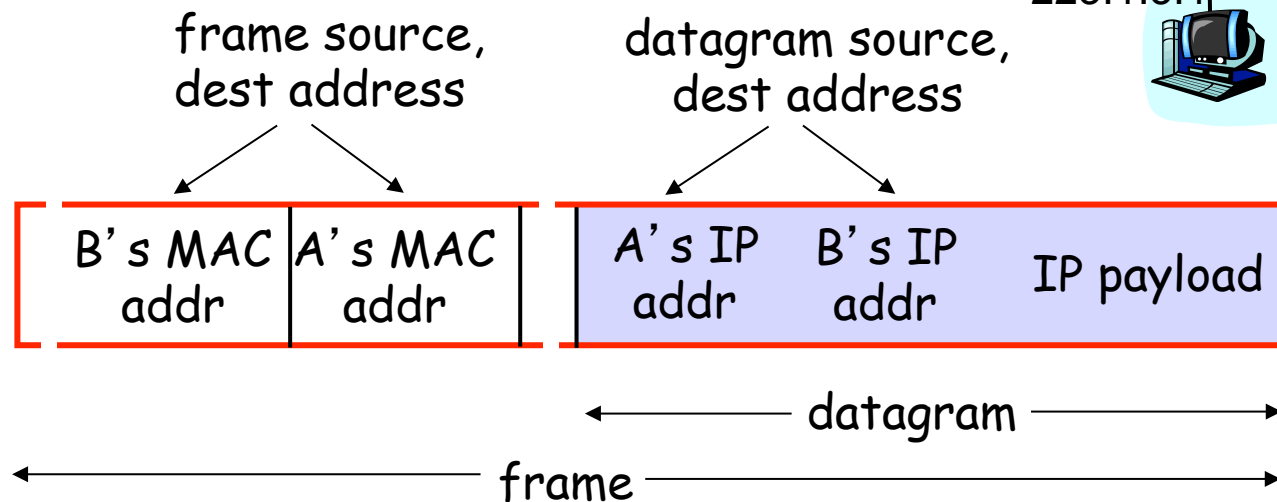 frame source,
dest address
datagram source,
dest address
B's MAC
addr
A's MAC
addr
A's IP
addr
B's IP
addr
IP payload
datagram
frame